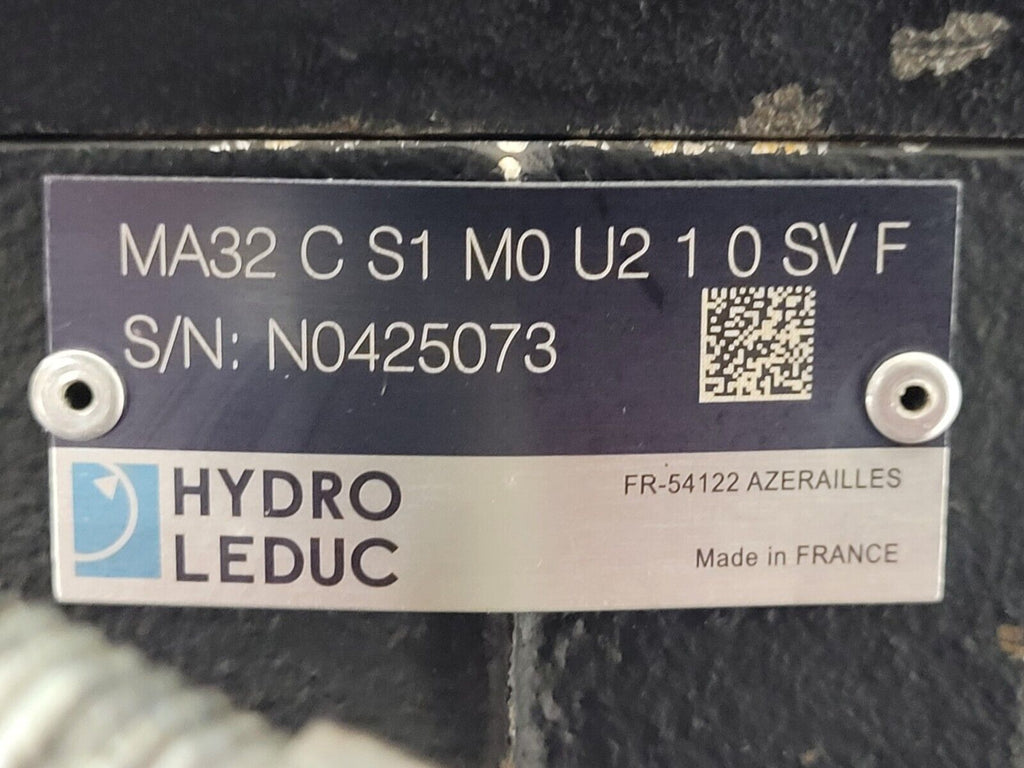 MA32 C S1 M0 U2 1 0 SV F
S/N: N0425073
HYDRO
LEDUC
FR-54122 AZERAILLES
Made in FRANCE